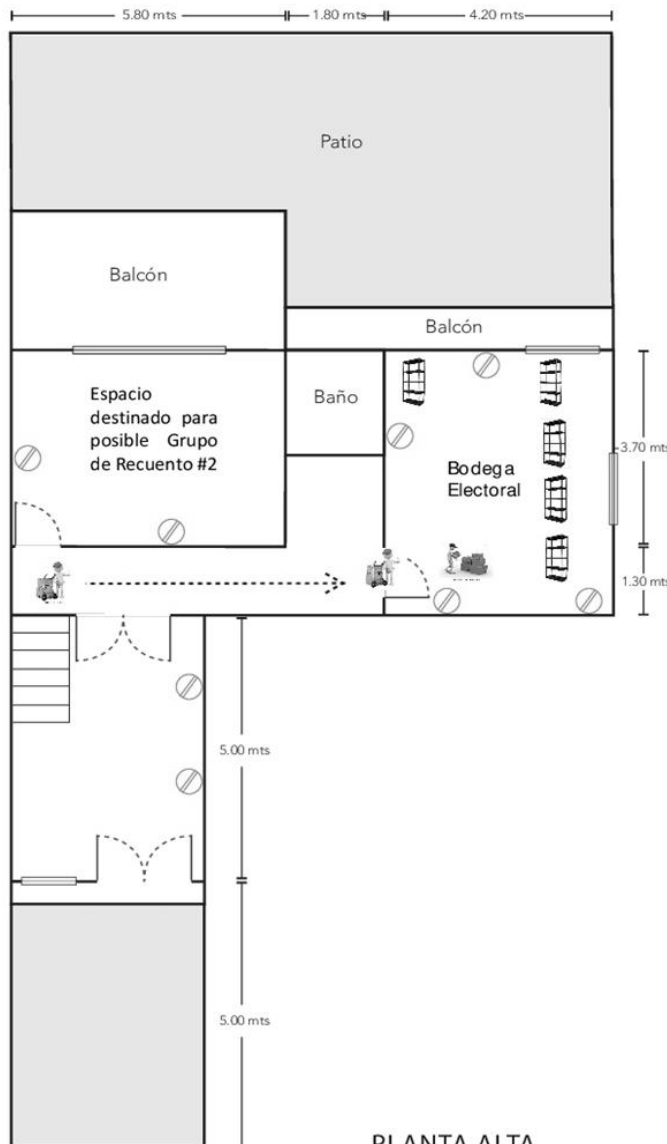 5.80 mts
1.80 mts
4.20 mts
Patio
Balcón
Balcón
Espacio
destinado para
posible Grupo
de Recuento #2
Baño
Bodega
Electoral
3.70 mts
1.30 mts
5.00 mts
5.00 mts
PLANTA ALTA